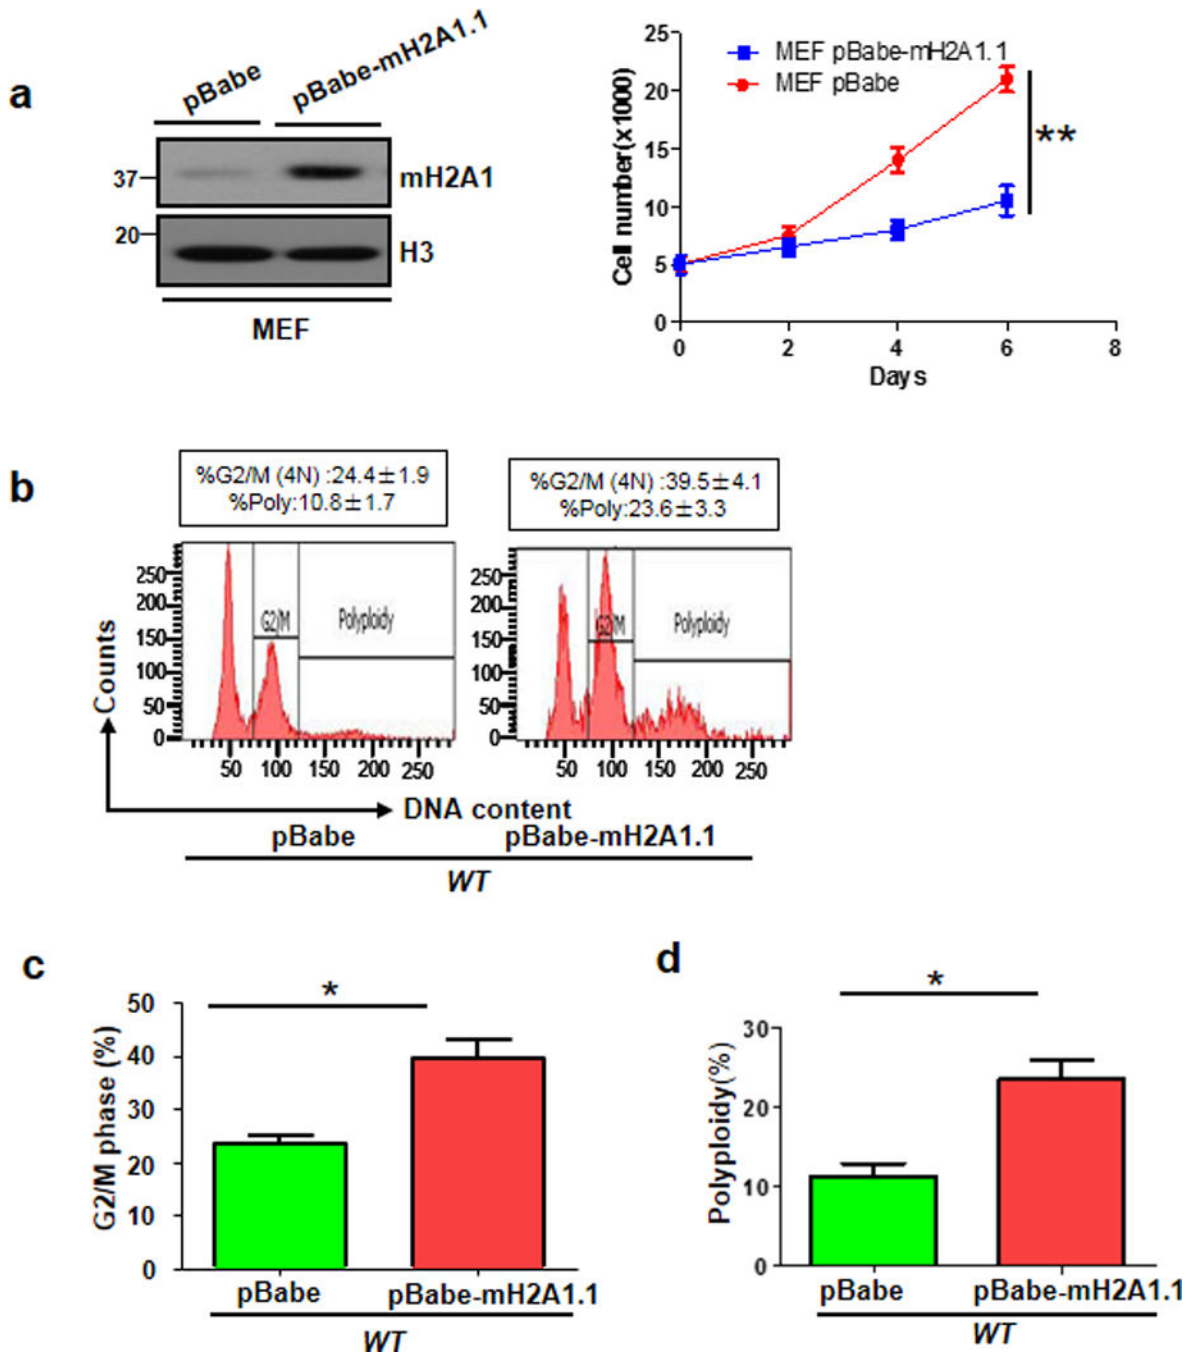 a
pBabe
pBabe-mH2A1.1
37
mH2A1
20
H3
MEF
25
20
15
10
5
0
Cell number(x1000)
MEF pBabe-mH2A1.1
MEF pBabe
**
0 2 4 6 8
Days
b
%G2/M (4N) :24.4±1.9
%Poly:10.8±1.7
%G2/M (4N) :39.5±4.1
%Poly:23.6±3.3
Counts
250
200
150
100
50
0
G2/M
Polyploidy
50 100 150 200 250
250
200
150
100
50
0
G2/M
Polyploidy
50 100 150 200 250
DNA content
pBabe
pBabe-mH2A1.1
WT
c
*
G2/M phase (%)
50
40
30
20
10
0
pBabe
pBabe-mH2A1.1
WT
d
*
Polyploidy(%)
30
20
10
0
pBabe
pBabe-mH2A1.1
WT